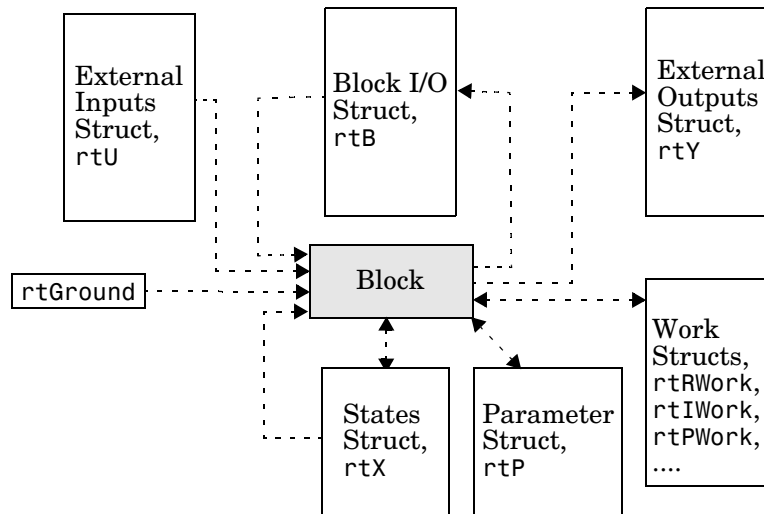 External
Inputs
Struct,
rtU
Block I/O
Struct,
rtB
External
Outputs
Struct,
rtY
Block
rtGround
Work
Structs,
rtRWork,
rtIWork,
rtPWork,
....
States
Struct,
rtX
Parameter
Struct,
rtP